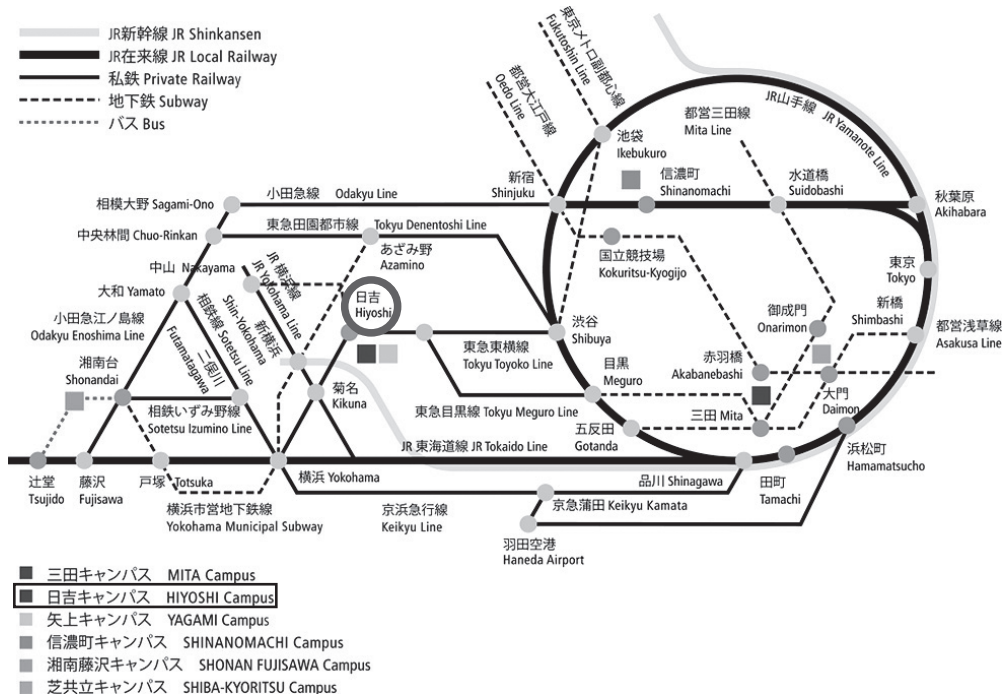 JR新幹線 JR Shinkansen
JR在来線 JR Local Railway
私鉄 Private Railway
地下鉄 Subway
バス Bus
東京メトロ副都心線
Fukutoshin Line
都営大江戸線
Oedo Line
JR山手線 JR Yamanote Line
都営三田線
Mita Line
池袋
Ikebukuro
新宿
Shinjuku
信濃町
Shinanomachi
水道橋
Suidobashi
秋葉原
Akihabara
小田急線 Odakyu Line
相模大野 Sagami-Ono
東急田園都市線 Tokyu Denentoshi Line
中央林間 Chuo-Rinkan
あざみ野
Azamino
国立競技場
Kokuritsu-Kyogijo
東京
Tokyo
中山 Nakayama
JR 横浜線
JR Yokohama Line
大和 Yamato
日吉
Hiyoshi
御成門
Onarimon
新橋
Shimbashi
小田急江ノ島線
Odakyu Enoshima Line
相鉄線 Sotetsu Line
新横浜
Shin-Yokohama
二俣川
Futamatagawa
東急東横線
Tokyu Toyoko Line
渋谷
Shibuya
目黒
Meguro
赤羽橋
Akabanebashi
都営浅草線
Asakusa Line
湘南台
Shonandai
菊名
Kikuna
相鉄いずみ野線
Sotetsu Izumino Line
東急目黒線 Tokyu Meguro Line
三田 Mita
大門
Daimon
五反田
Gotanda
浜松町
Hamamatsucho
JR 東海道線 JR Tokaido Line
辻堂
Tsujido
藤沢
Fujisawa
戸塚 Totsuka
横浜 Yokohama
品川 Shinagawa
田町
Tamachi
横浜市営地下鉄線
Yokohama Municipal Subway
京浜急行線
Keikyu Line
京急蒲田 Keikyu Kamata
羽田空港
Haneda Airport
三田キャンパス MITA Campus
日吉キャンパス HIYOSHI Campus
矢上キャンパス YAGAMI Campus
信濃町キャンパス SHINANOMACHI Campus
湘南藤沢キャンパス SHONAN FUJISAWA Campus
芝共立キャンパス SHIBA-KYORITSU Campus